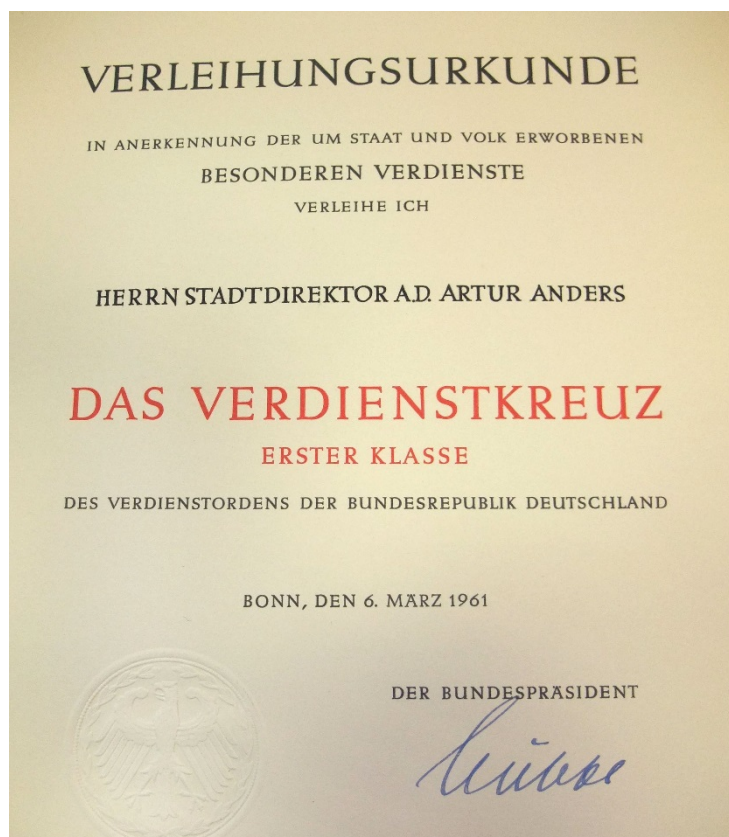 VERLEIHUNGSURKUNDE
IN ANERKENNUNG DER UM STAAT UND VOLK ERWORBENEN
BESONDEREN VERDIENSTE
VERLEIHE ICH
HERRN STADTDIREKTOR A.D. ARTUR ANDERS
DAS VERDIENSTKREUZ
ERSTER KLASSE
DES VERDIENSTORDENS DER BUNDESREPUBLIK DEUTSCHLAND
BONN, DEN 6. MÄRZ 1961
DER BUNDESPRÄSIDENT
Lübke